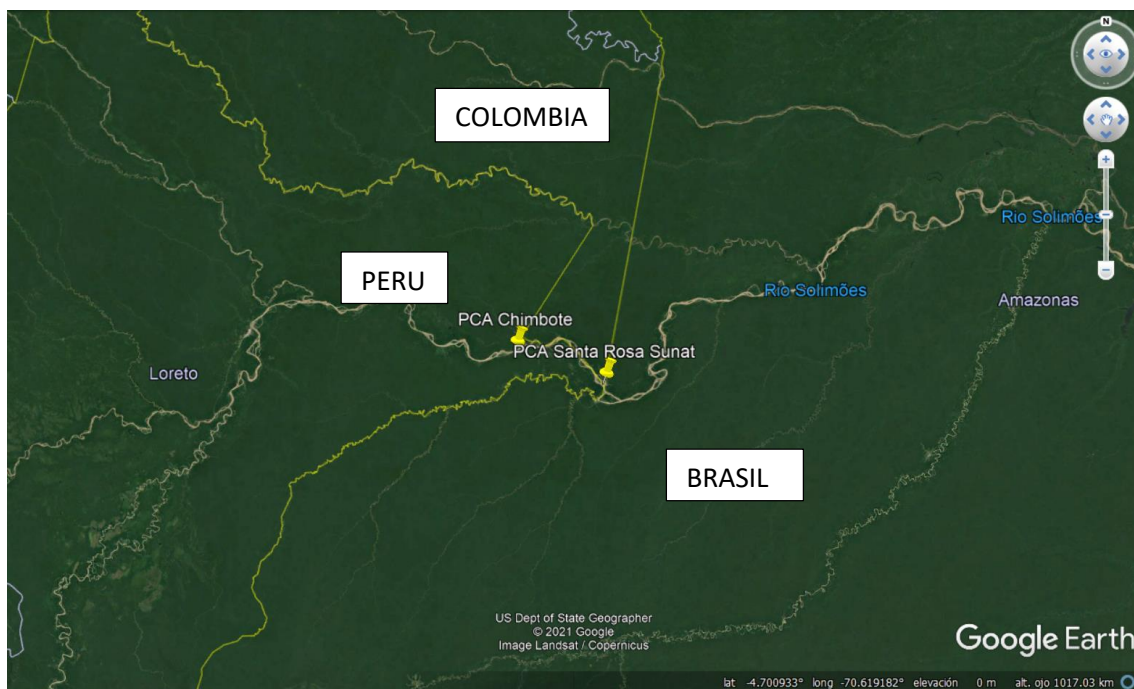 N
COLOMBIA
Rio Solimões
PERU
Rio Solimões
Amazonas
PCA Chimbote
PCA Santa Rosa Sunat
Loreto
BRASIL
US Dept of State Geographer
© 2021 Google
Image Landsat / Copernicus
Google Earth
lat -4.700933° long -70.619182° elevación 0 m alt. ojo 1017.03 km